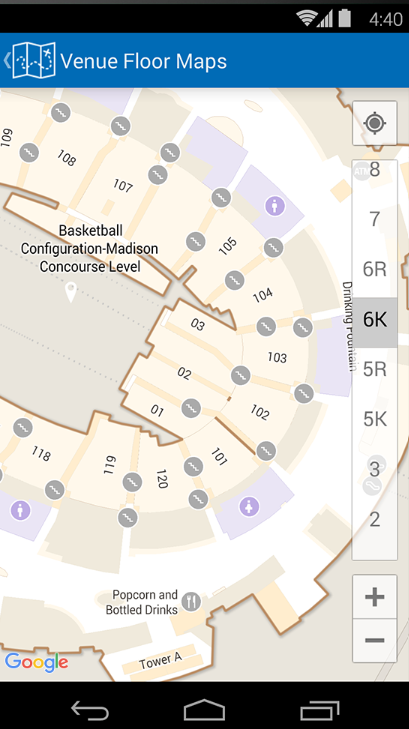 4:40
Venue Floor Maps
109
108
107
Basketball
Configuration-Madison
Concourse Level
105
104
03
103
02
01
102
101
118
119
120
Drinking Fountain
8
7
6R
6K
5R
5K
3
2
Popcorn and
Bottled Drinks
Tower A
Google
+
−